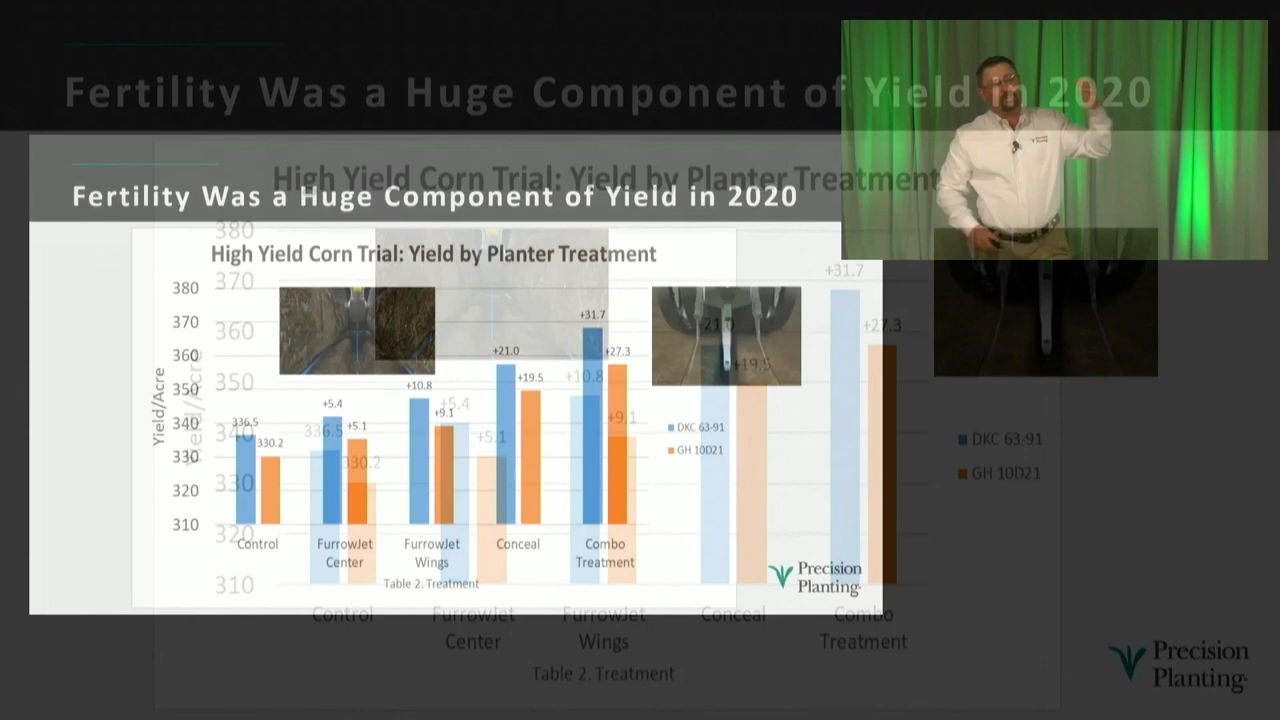 Fertility Was a Huge Component of Yield in 2020
Fertility Was a Huge Component of Yield in 2020
High Yield Corn Trial: Yield by Planter Treatment
High Yield Corn Trial: Yield by Planter Treatment
380
370
360
350
340
330
320
310
Yield/Acre
336.5
330.2
+5.4
+5.1
+10.8
+9.1
+21.0
+19.5
+31.7
+27.3
DKC 63-91
GH 10D21
Control
FurrowJet
Center
FurrowJet
Wings
Conceal
Combo
Treatment
Table 2. Treatment
Precision
Planting
380
370
360
350
340
330
320
310
Yield/Acre
336.5
330.2
+5.4
+5.1
+10.8
+9.1
+21.0
+19.5
+31.7
+27.3
DKC 63-91
GH 10D21
Control
FurrowJet
Center
FurrowJet
Wings
Conceal
Combo
Treatment
Table 2. Treatment
Precision
Planting